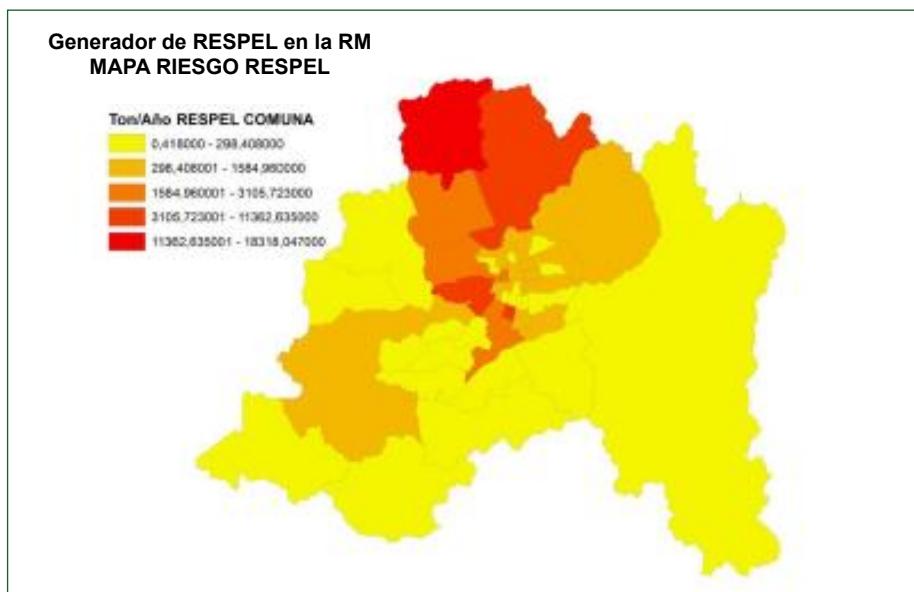 Generador de RESPEL en la RM
MAPA RIESGO RESPEL
Ton/Año RESPEL COMUNA
0,418000 - 298,408000
298,408001 - 1584,960000
1584,960001 - 3105,723000
3105,723001 - 11362,635000
11362,635001 - 18318,047000